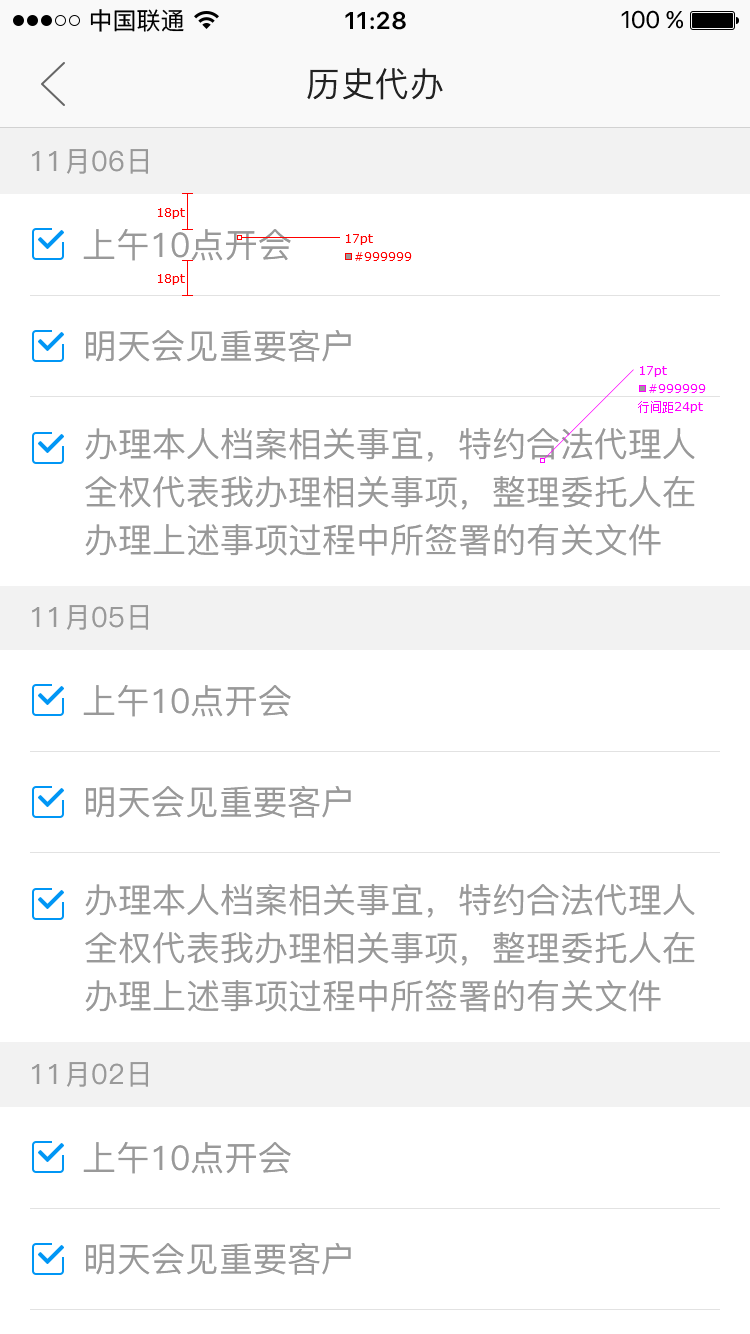 中国联通 11:28 100 %
历史代办
11月06日
18pt
上午10点开会
17pt
#999999
18pt
明天会见重要客户
17pt
#999999
行间距24pt
办理本人档案相关事宜，特约合法代理人
全权代表我办理相关事项，整理委托人在
办理上述事项过程中所签署的有关文件
11月05日
上午10点开会
明天会见重要客户
办理本人档案相关事宜，特约合法代理人
全权代表我办理相关事项，整理委托人在
办理上述事项过程中所签署的有关文件
11月02日
上午10点开会
明天会见重要客户